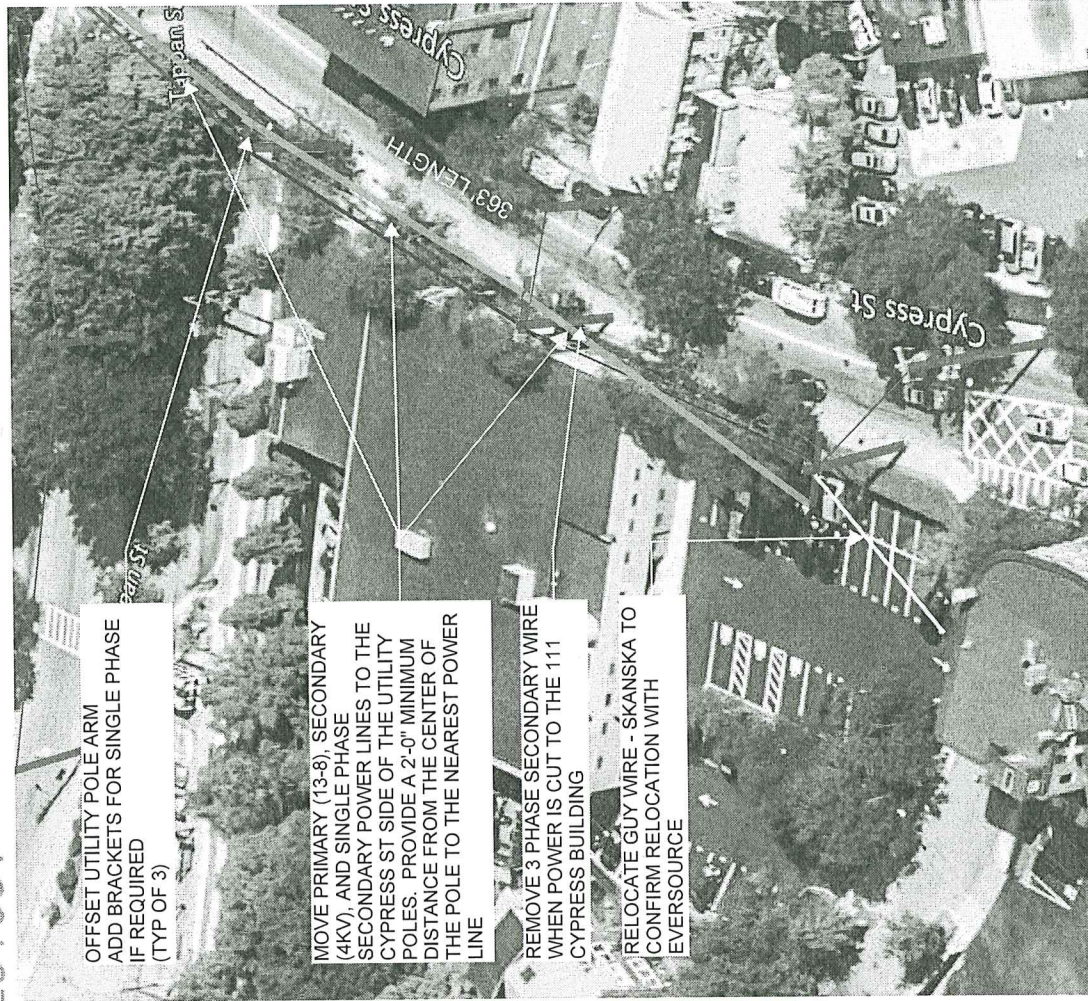 OFFSET UTILITY POLE ARM
ADD BRACKETS FOR SINGLE PHASE
IF REQUIRED
(TYP OF 3)
MOVE PRIMARY (13-8), SECONDARY
(4KV), AND SINGLE PHASE
SECONDARY POWER LINES TO THE
CYPRESS ST SIDE OF THE UTILITY
POLES. PROVIDE A 2'-0" MINIMUM
DISTANCE FROM THE CENTER OF
THE POLE TO THE NEAREST POWER
LINE
REMOVE 3 PHASE SECONDARY WIRE
WHEN POWER IS CUT TO THE 111
CYPRESS BUILDING
RELOCATE GUY WIRE - SKANSKA TO
CONFIRM RELOCATION WITH
EVERSOURCE
ean St
Tappan St
363' LENGTH
Cypress S
Cypress St